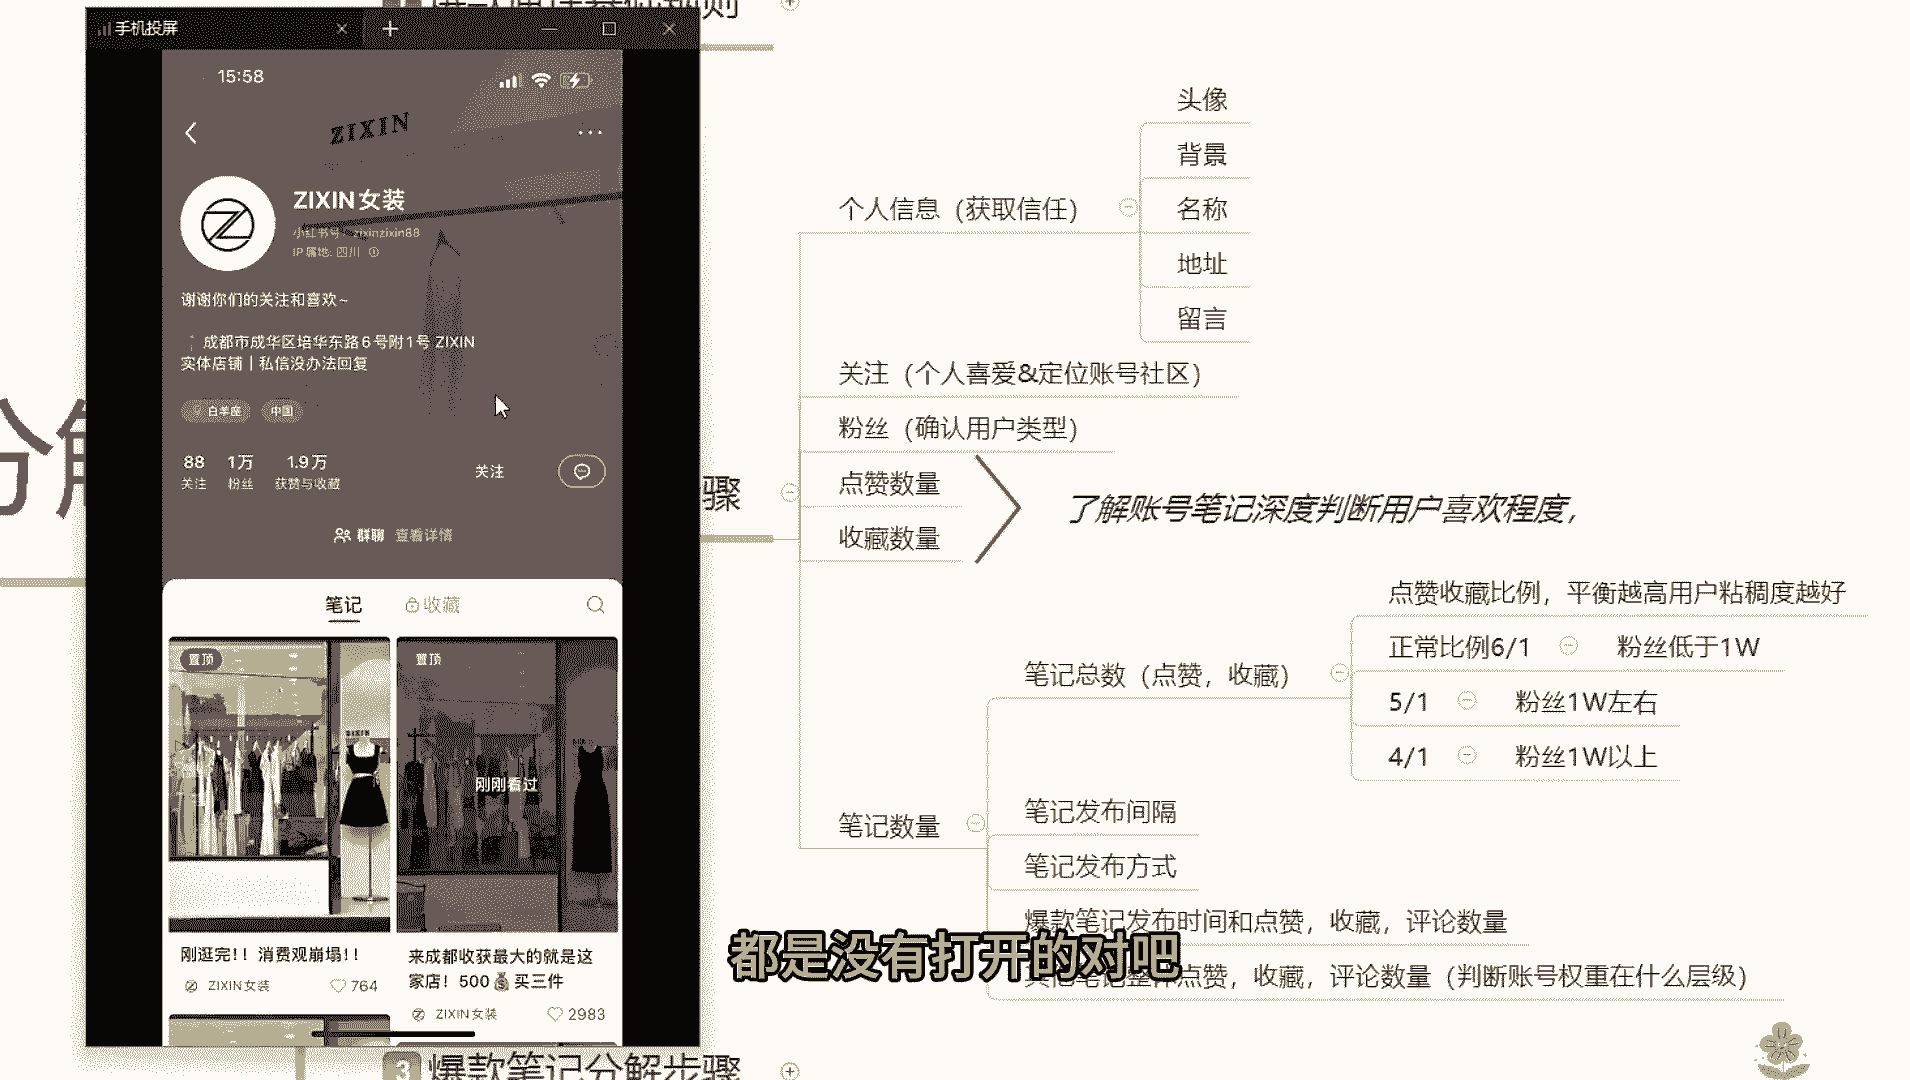 手机投屏
15:58
ZIXIN
ZIXIN女装
小红书号: zixinzixin88
IP属地: 四川
谢谢你们的关注和喜欢~
成都市成华区培华东路6号附1号 ZIXIN
实体店铺 | 私信没办法回复
白羊座
中国
88
1万
1.9万
关注
粉丝
获赞与收藏
关注
群聊 查看详情
笔记
收藏
置顶
置顶
刚刚看过
刚逛完!! 消费观崩塌!!
ZIXIN女装
764
来成都收获最大的就是这
家店! 500💰买三件
ZIXIN女装
2983
骤
个人信息（获取信任）
头像
背景
名称
地址
留言
关注（个人喜爱&定位账号社区）
粉丝（确认用户类型）
点赞数量
收藏数量
了解账号笔记深度判断用户喜欢程度,
笔记数量
笔记总数（点赞，收藏）
点赞收藏比例，平衡越高用户粘稠度越好
正常比例6/1
粉丝低于1W
5/1
粉丝1W左右
4/1
粉丝1W以上
笔记发布间隔
笔记发布方式
爆款笔记发布时间和点赞，收藏，评论数量
点赞，收藏，评论数量（判断账号权重在什么层级）
都是没有打开的对吧
3 爆款笔记分解步骤